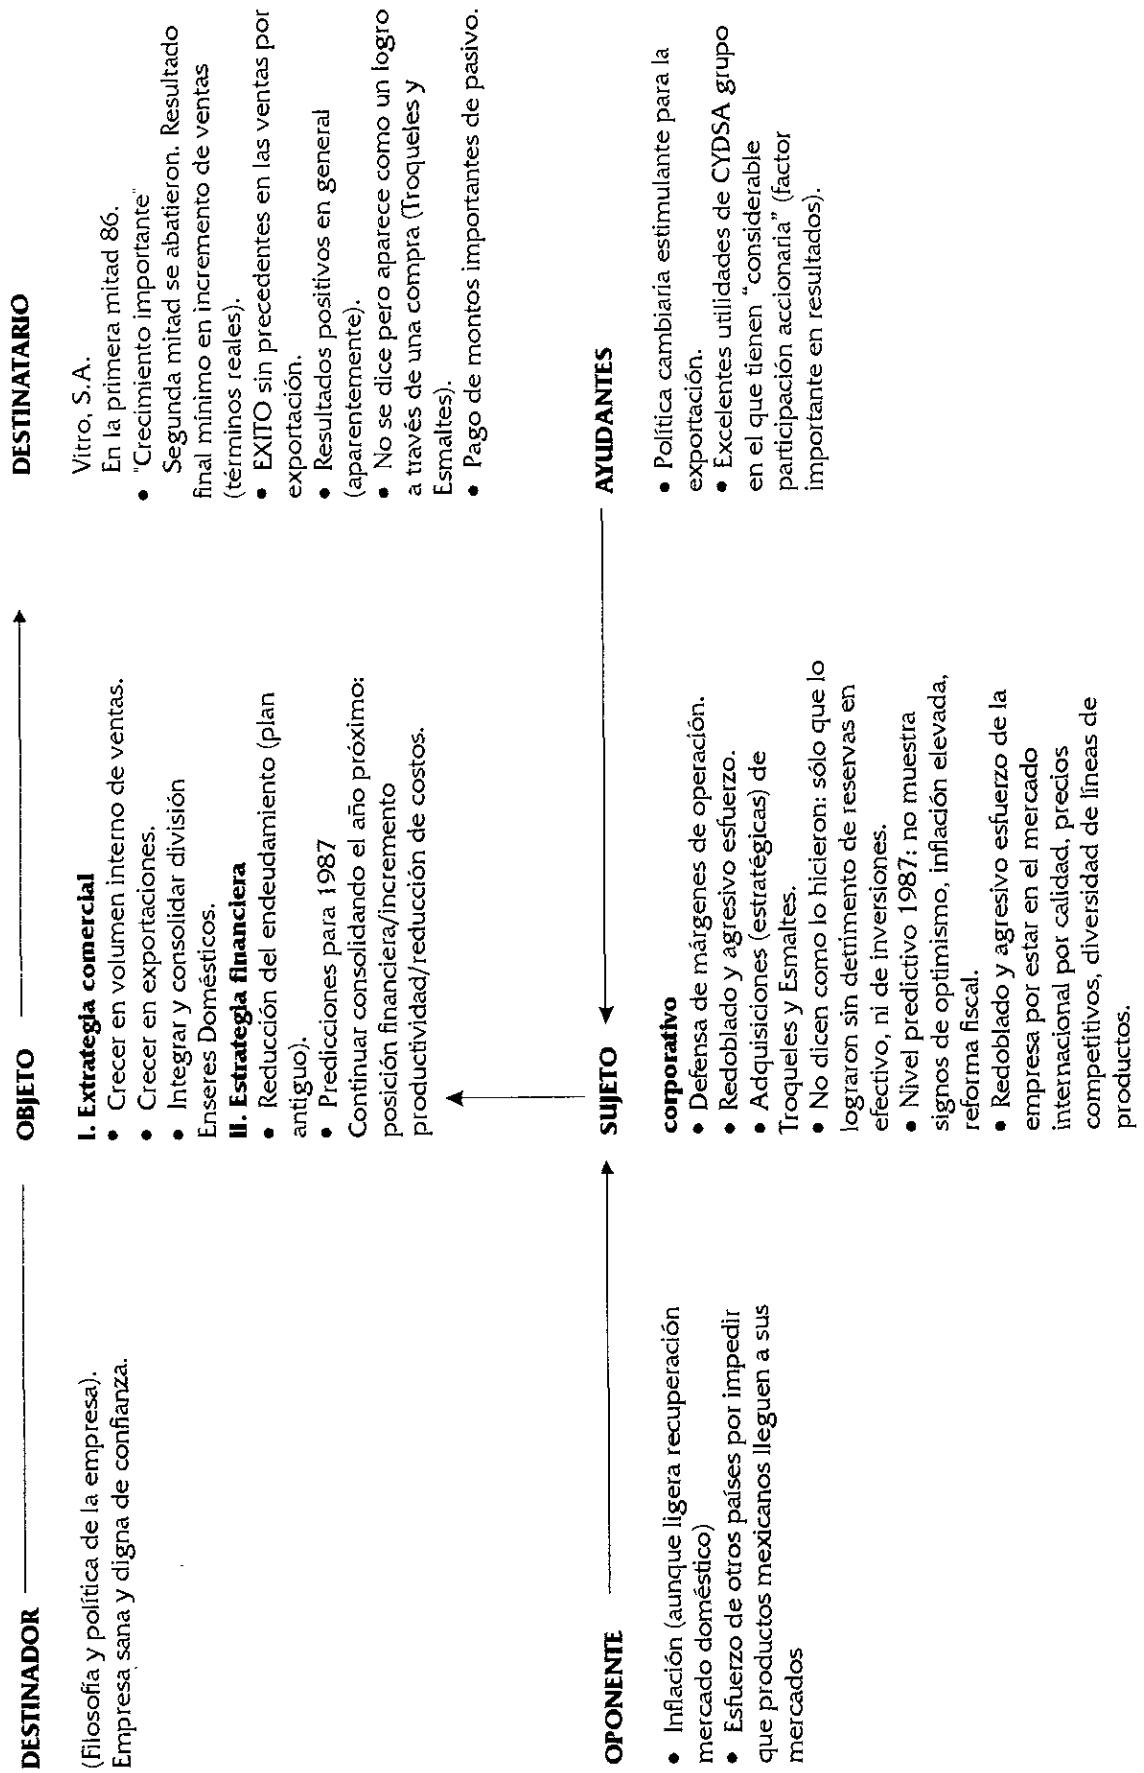 DESTINADOR
(Filosofía y política de la empresa).
Empresa sana y digna de confianza.
OBJETO
I. Extrategia comercial
• Crecer en volumen interno de ventas.
• Crecer en exportaciones.
• Integrar y consolidar división
Enseres Domésticos.
II. Estrategia financiera
• Reducción del endeudamiento (plan
antiguo).
• Predicciones para 1987
Continuar consolidando el año próximo:
posición financiera/incremento
productividad/reducción de costos.
DESTINATARIO
Vitro, S.A.
En la primera mitad 86.
• "Crecimiento importante"
Segunda mitad se abatieron. Resultado
final mínimo en incremento de ventas
(términos reales).
• EXITO sin precedentes en las ventas por
exportación.
• Resultados positivos en general
(aparentemente).
• No se dice pero aparece como un logro
a través de una compra (Troqueles y
Esmaltes).
• Pago de montos importantes de pasivo.
OPONENTE
• Inflación (aunque ligera recuperación
mercado doméstico)
• Esfuerzo de otros países por impedir
que productos mexicanos lleguen a sus
mercados
SUJETO
corporativo
• Defensa de márgenes de operación.
• Redoblado y agresivo esfuerzo.
• Adquisiciones (estratégicas) de
Troqueles y Esmaltes.
• No dicen como lo hicieron: sólo que lo
lograron sin detrimento de reservas en
efectivo, ni de inversiones.
• Nivel predictivo 1987: no muestra
signos de optimismo, inflación elevada,
reforma fiscal.
• Redoblado y agresivo esfuerzo de la
empresa por estar en el mercado
internacional por calidad, precios
competitivos, diversidad de líneas de
productos.
AYUDANTES
• Política cambiaria estimulante para la
exportación.
• Excelentes utilidades de CYDSA grupo
en el que tienen "considerable
participación accionaria" (factor
importante en resultados).